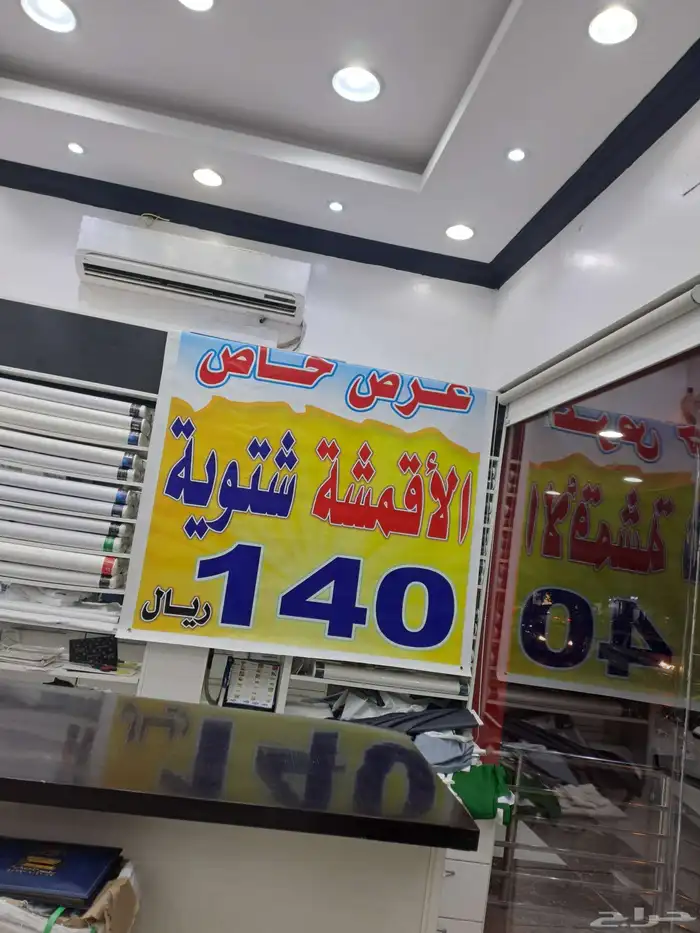 عرض خاص
الأقمشة شتوية
140 ريال
حراج